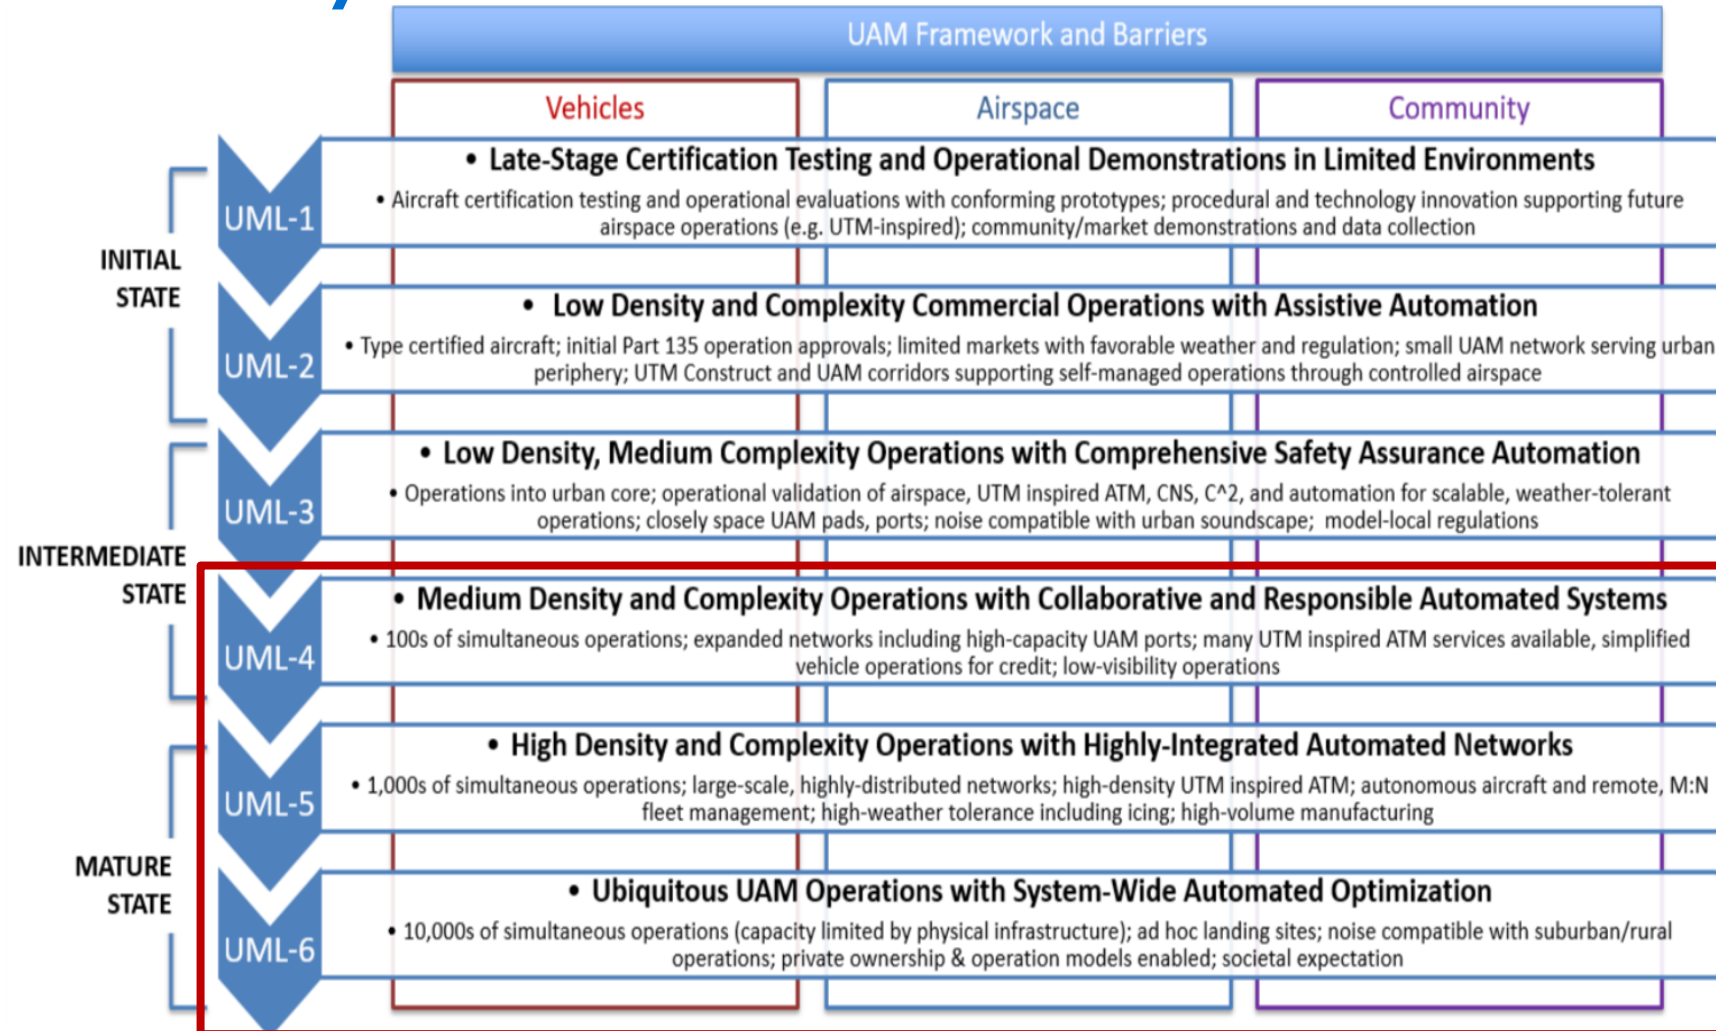 UAM Framework and Barriers
Vehicles
Airspace
Community
INITIAL
STATE
UML-1
• Late-Stage Certification Testing and Operational Demonstrations in Limited Environments
• Aircraft certification testing and operational evaluations with conforming prototypes; procedural and technology innovation supporting future
airspace operations (e.g. UTM-inspired); community/market demonstrations and data collection
UML-2
• Low Density and Complexity Commercial Operations with Assistive Automation
• Type certified aircraft; initial Part 135 operation approvals; limited markets with favorable weather and regulation; small UAM network serving urban
periphery; UTM Construct and UAM corridors supporting self-managed operations through controlled airspace
INTERMEDIATE
STATE
UML-3
• Low Density, Medium Complexity Operations with Comprehensive Safety Assurance Automation
• Operations into urban core; operational validation of airspace, UTM inspired ATM, CNS, C^2, and automation for scalable, weather-tolerant
operations; closely space UAM pads, ports; noise compatible with urban soundscape; model-local regulations
UML-4
• Medium Density and Complexity Operations with Collaborative and Responsible Automated Systems
• 100s of simultaneous operations; expanded networks including high-capacity UAM ports; many UTM inspired ATM services available, simplified
vehicle operations for credit; low-visibility operations
MATURE
STATE
UML-5
• High Density and Complexity Operations with Highly-Integrated Automated Networks
• 1,000s of simultaneous operations; large-scale, highly-distributed networks; high-density UTM inspired ATM; autonomous aircraft and remote, M:N
fleet management; high-weather tolerance including icing; high-volume manufacturing
UML-6
• Ubiquitous UAM Operations with System-Wide Automated Optimization
• 10,000s of simultaneous operations (capacity limited by physical infrastructure); ad hoc landing sites; noise compatible with suburban/rural
operations; private ownership & operation models enabled; societal expectation